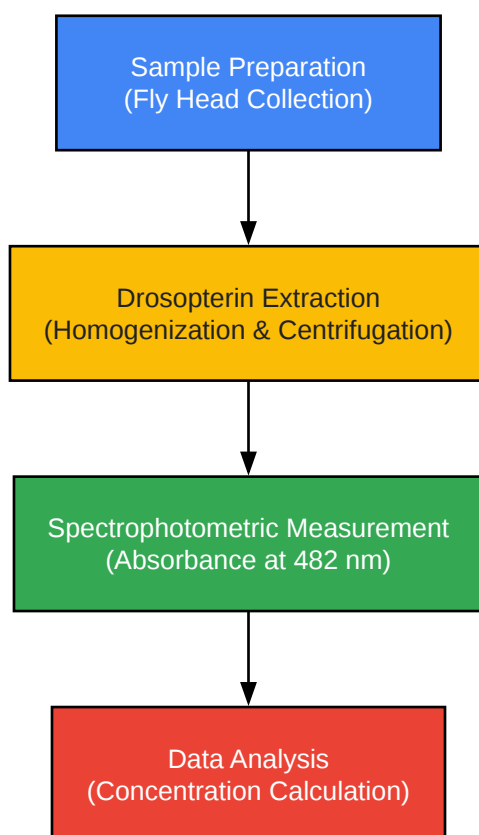 Sample Preparation
(Fly Head Collection)
Drosopterin Extraction
(Homogenization & Centrifugation)
Spectrophotometric Measurement
(Absorbance at 482 nm)
Data Analysis
(Concentration Calculation)